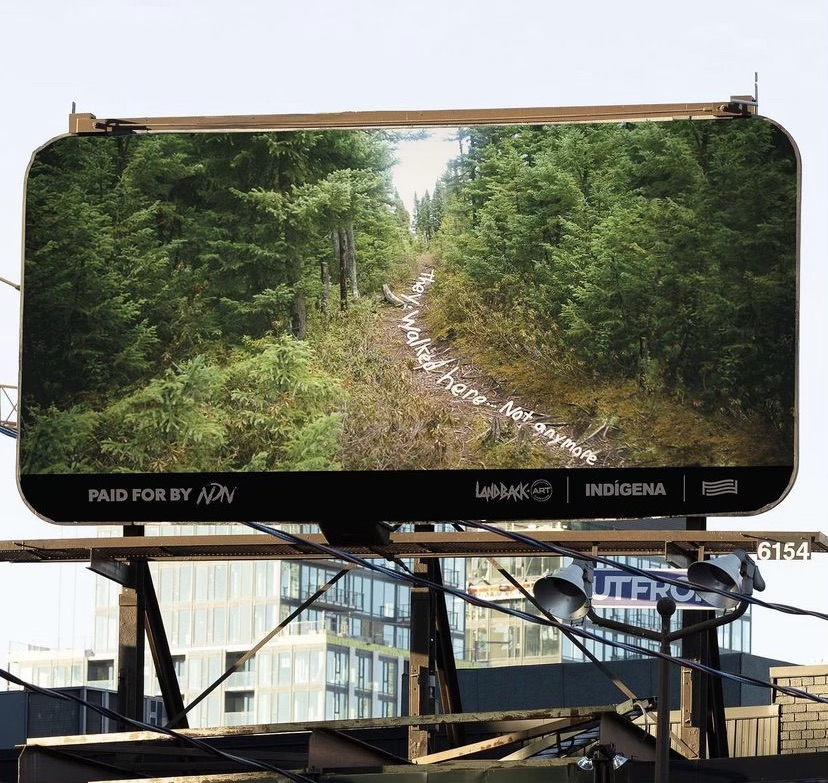 They Walked here - Not anymore
PAID FOR BY NDN
LANDBACK ART
INDÍGENA
6154
UTFRO